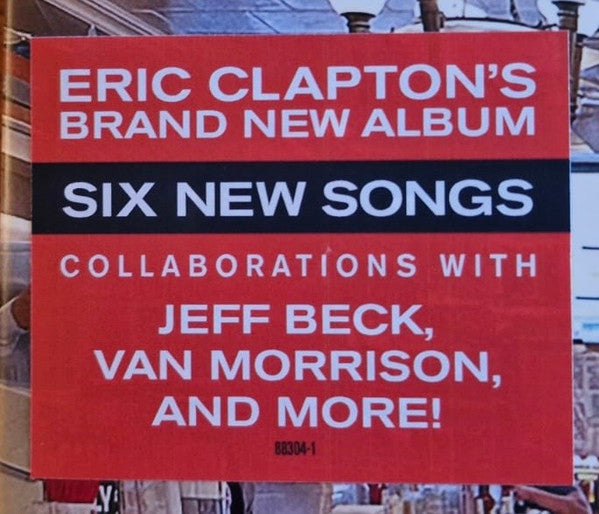 ERIC CLAPTON'S
BRAND NEW ALBUM
SIX NEW SONGS
COLLABORATIONS WITH
JEFF BECK,
VAN MORRISON,
AND MORE!
88304-1